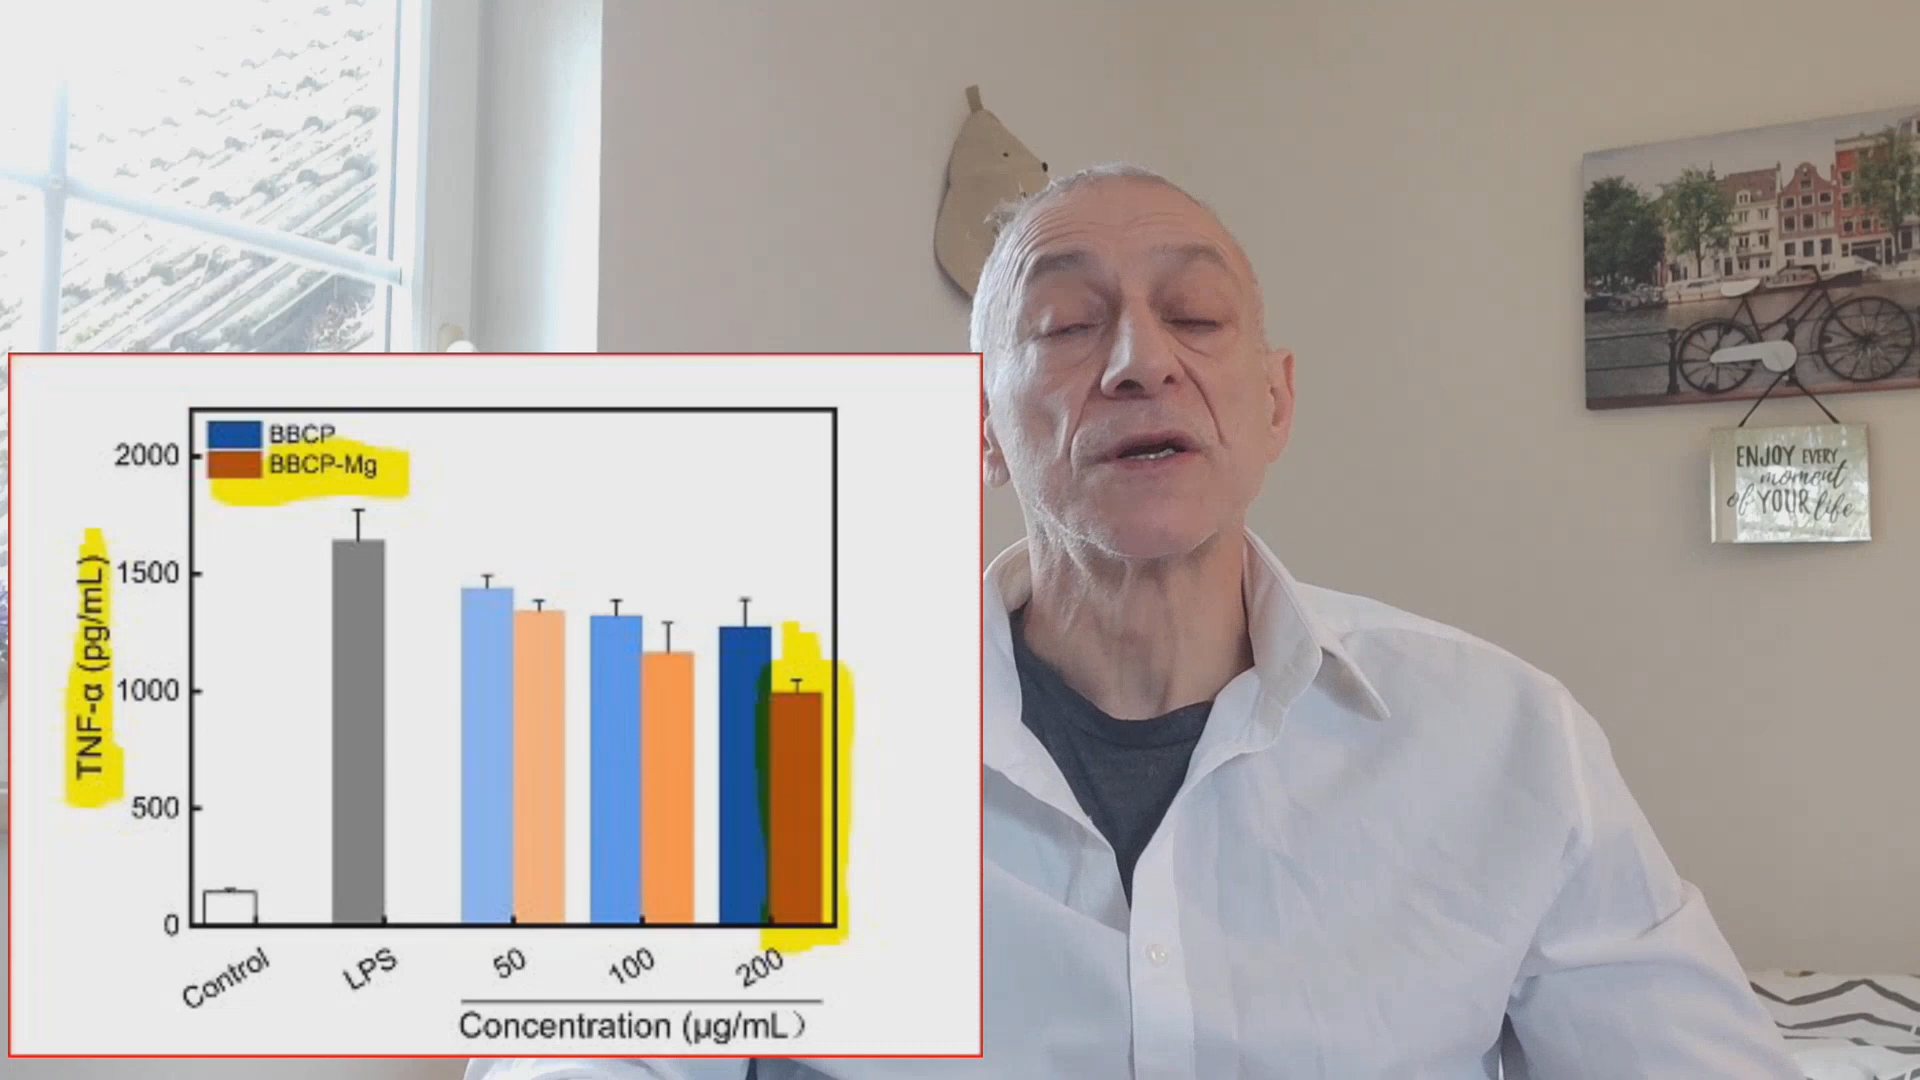 BBCP
BBCP-Mg
2000
1500
1000
500
0
TNF-α (pg/mL)
Control
LPS
50
100
200
Concentration (μg/mL)
ENJOY EVERY
moment
of YOUR life